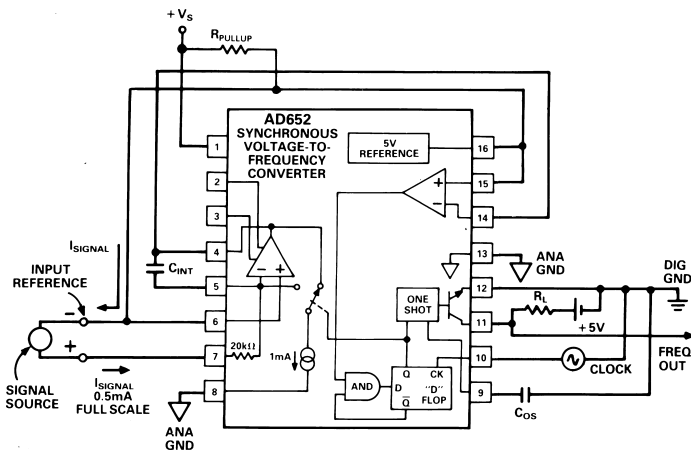 + VS
RPULLUP
AD652
SYNCHRONOUS
VOLTAGE-TO-
FREQUENCY
CONVERTER
5V
REFERENCE
1
2
3
4
5
6
7
8
16
15
14
13
12
11
10
9
+
−
− +
ISIGNAL
INPUT
REFERENCE
CINT
−
+
SIGNAL
SOURCE
ISIGNAL
0.5mA
FULL SCALE
20kΩ
1mA
ANA
GND
ANA
GND
DIG
GND
ONE
SHOT
RL
+5V
FREQ
OUT
CLOCK
AND
Q CK
D "D"
FLOP
Q̅
COS